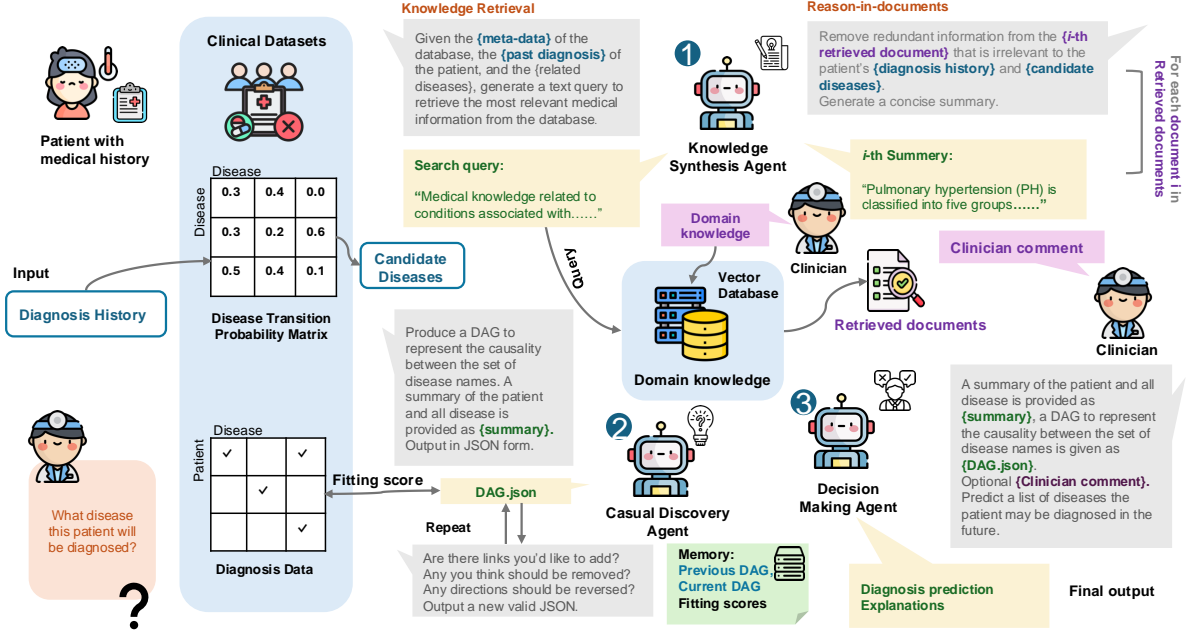 Knowledge Retrieval
Given the {meta-data} of the
database, the {past diagnosis} of
the patient, and the {related
diseases}, generate a text query to
retrieve the most relevant medical
information from the database.
Reason-in-documents
Remove redundant information from the {i-th
retrieved document} that is irrelevant to the
patient's {diagnosis history} and {candidate
diseases}.
Generate a concise summary.
For each document i in
Retrieved documents
Patient with
medical history
Clinical Datasets
1
Knowledge
Synthesis Agent
Search query:
“Medical knowledge related to
conditions associated with……”
i-th Summary:
“Pulmonary hypertension (PH) is
classified into five groups……”
Disease
Disease
0.3 0.4 0.0
0.3 0.2 0.6
0.5 0.4 0.1
Disease Transition
Probability Matrix
Input
Diagnosis History
Candidate
Diseases
Query
Domain
knowledge
Clinician
Vector
Database
Domain knowledge
Retrieved documents
Clinician comment
Clinician
Produce a DAG to
represent the causality
between the set of
disease names. A
summary of the patient
and all disease is
provided as {summary}.
Output in JSON form.
2
Casual Discovery
Agent
3
Decision
Making Agent
A summary of the patient and all
disease is provided as
{summary}, a DAG to represent
the causality between the set of
disease names is given as
{DAG.json}.
Optional {Clinician comment}.
Predict a list of diseases the
patient may be diagnosed in the
future.
What disease
this patient will
be diagnosed?
?
Disease
Patient
Diagnosis Data
Fitting score
DAG.json
Repeat
Are there links you'd like to add?
Any you think should be removed?
Any directions should be reversed?
Output a new valid JSON.
Memory:
Previous DAG,
Current DAG
Fitting scores
Diagnosis prediction
Explanations
Final output